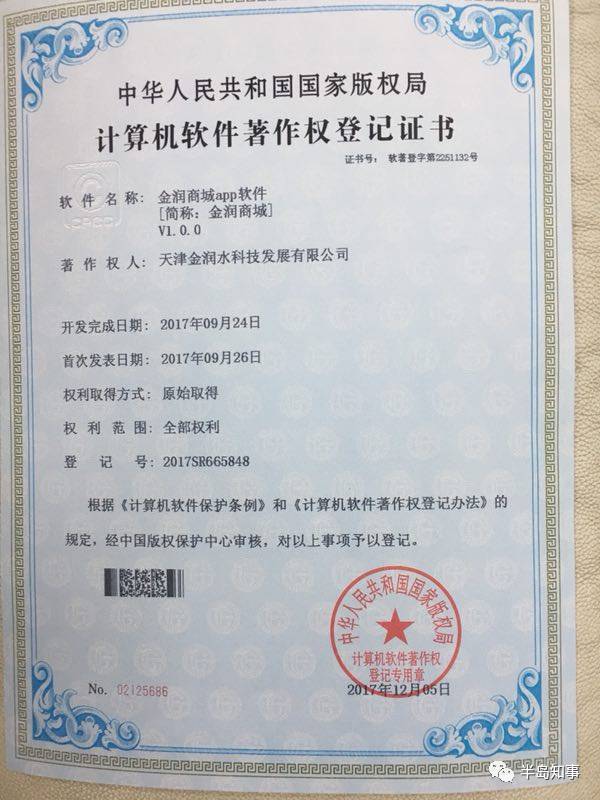 中华人民共和国国家版权局
计算机软件著作权登记证书
证书号： 软著登字第2251132号
软件名称： 金润商城app软件
[简称：金润商城]
V1.0.0
著作权人： 天津金润水科技发展有限公司
开发完成日期： 2017年09月24日
首次发表日期： 2017年09月26日
权利取得方式： 原始取得
权利范围： 全部权利
登记号： 2017SR665848
根据《计算机软件保护条例》和《计算机软件著作权登记办法》的
规定，经中国版权保护中心审核，对以上事项予以登记。
中华人民共和国国家版权局
计算机软件著作权
登记专用章
No. 02125686
2017年12月05日
CPCC
半岛知事